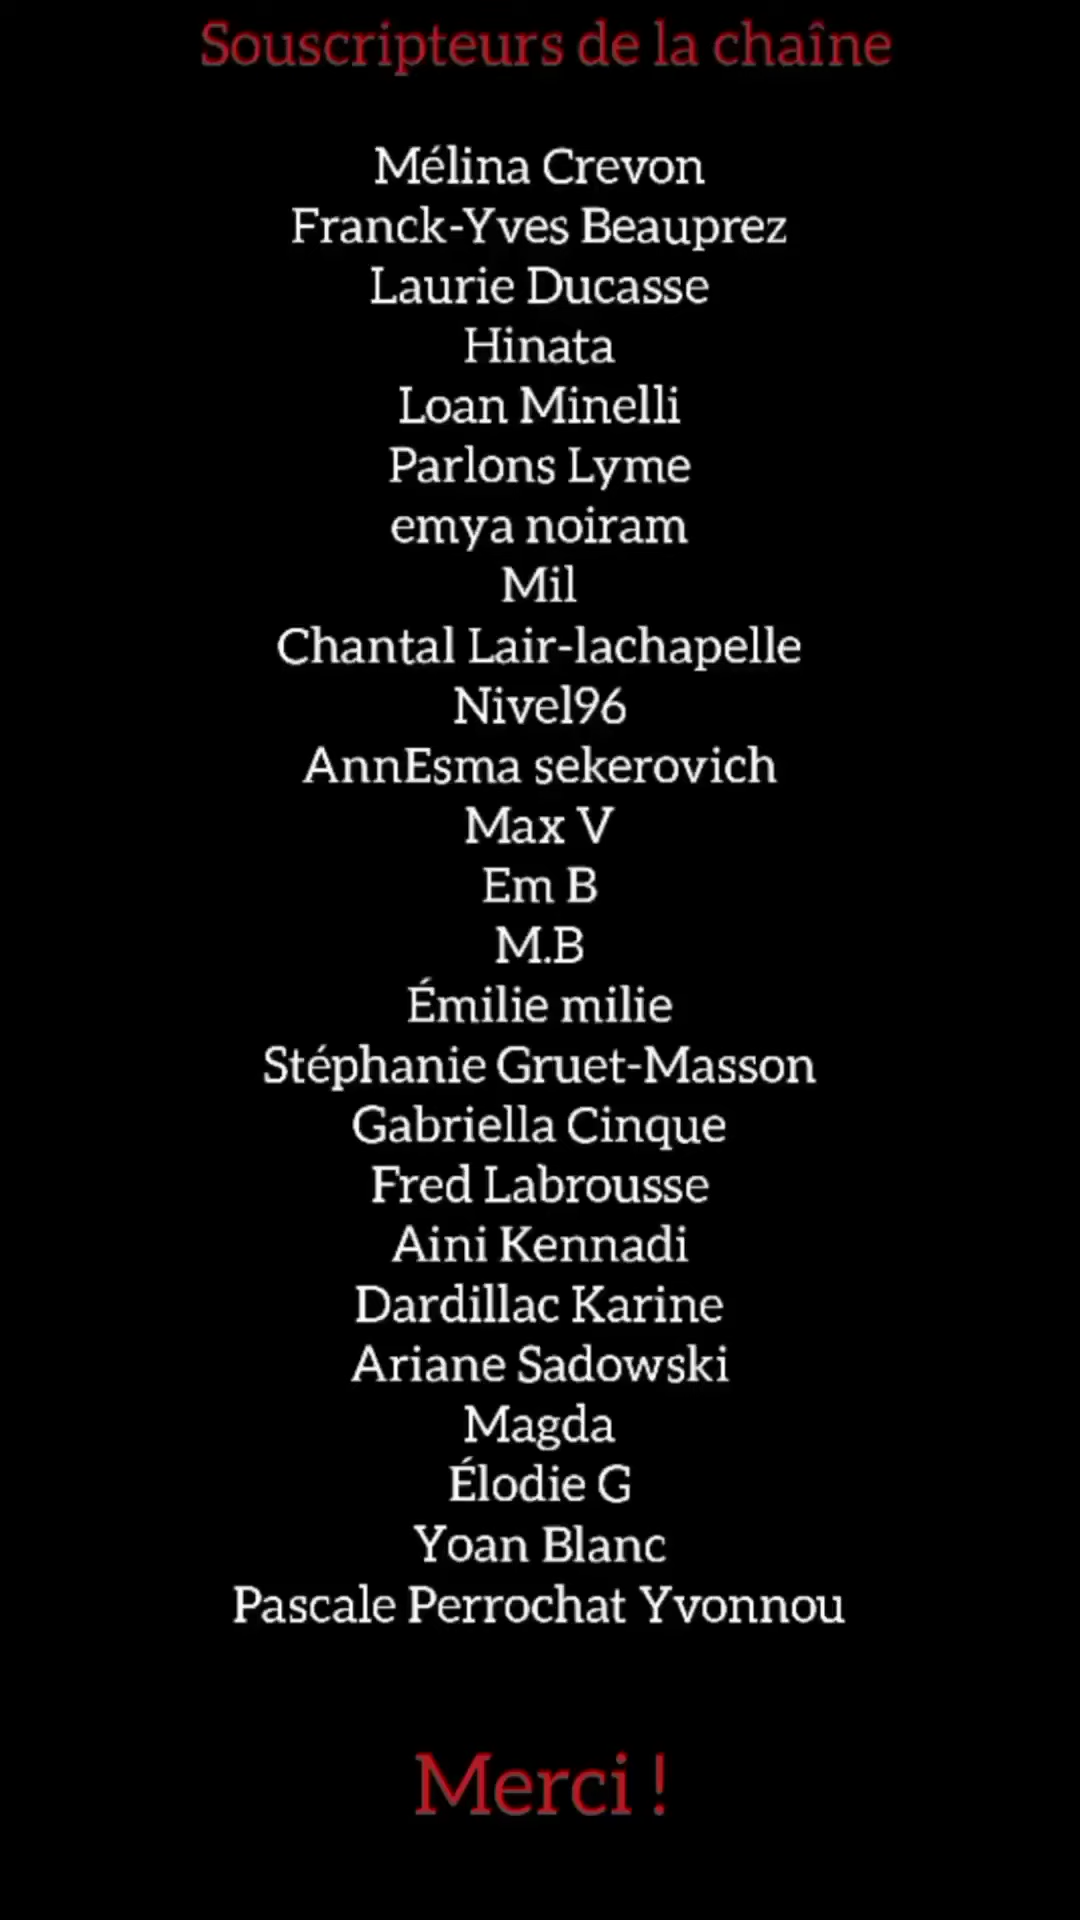 Souscripteurs de la chaîne
Mélina Crevon
Franck-Yves Beauprez
Laurie Ducasse
Hinata
Loan Minelli
Parlons Lyme
emya noiram
Mil
Chantal Lair-lachapelle
Nivel96
AnnEsma sekerovich
Max V
Em B
M.B
Émilie milie
Stéphanie Gruet-Masson
Gabriella Cinque
Fred Labrousse
Aini Kennadi
Dardillac Karine
Ariane Sadowski
Magda
Élodie G
Yoan Blanc
Pascale Perrochat Yvonnou
Merci !